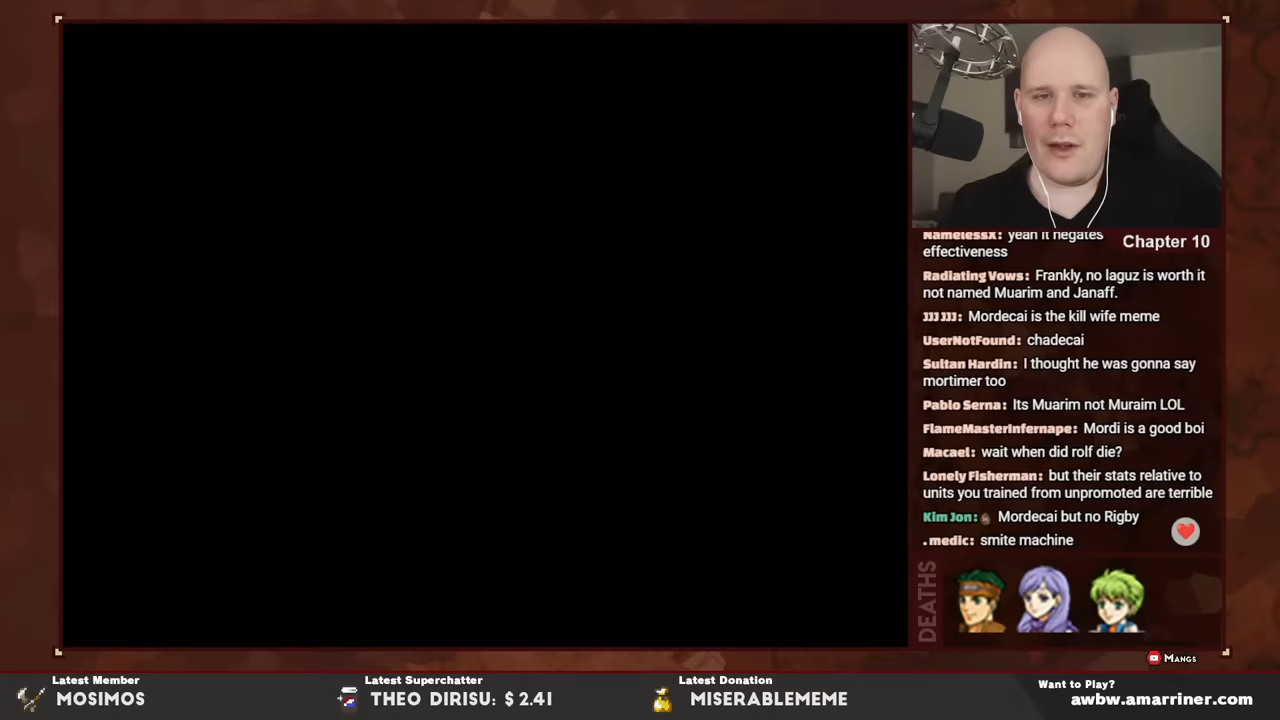 NamelessX: yeah it negates
effectiveness
Chapter 10
Radiating Vows: Frankly, no laguz is worth it
not named Muarim and Janaff.
JJJ JJJ: Mordecai is the kill wife meme
UserNotFound: chadecai
Sultan Hardin: I thought he was gonna say
mortimer too
Pablo Serna: Its Muarim not Muraim LOL
FlameMasterInfernape: Mordi is a good boi
Macael: wait when did rolf die?
Lonely Fisherman: but their stats relative to
units you trained from unpromoted are terrible
Kim Jon: Mordecai but no Rigby
.medic: smite machine
DEATHS
Mangs
Latest Member
MOSIMOS
Latest Superchatter
THEO DIRISU: $ 2.41
Latest Donation
MISERABLEMEME
Want to Play?
awbw.amarriner.com